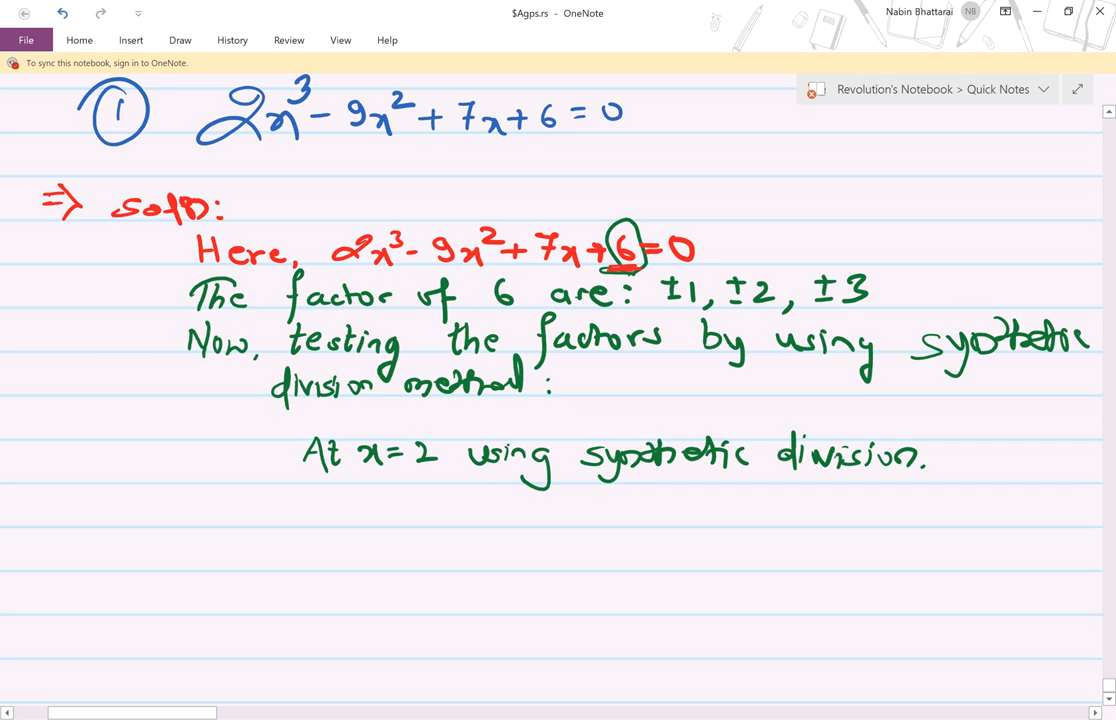 $Agps.rs - OneNote
Nabin Bhattarai NB
File Home Insert Draw History Review View Help
To sync this notebook, sign in to OneNote.
Revolution's Notebook > Quick Notes
① 2x³ - 9x² + 7x + 6 = 0
⇒ soln:
Here, 2x³ - 9x² + 7x + 6 = 0
The factor of 6 are: ±1, ±2, ±3
Now, testing the factors by using synthetic
division method:
At x = 2 using synthetic division.